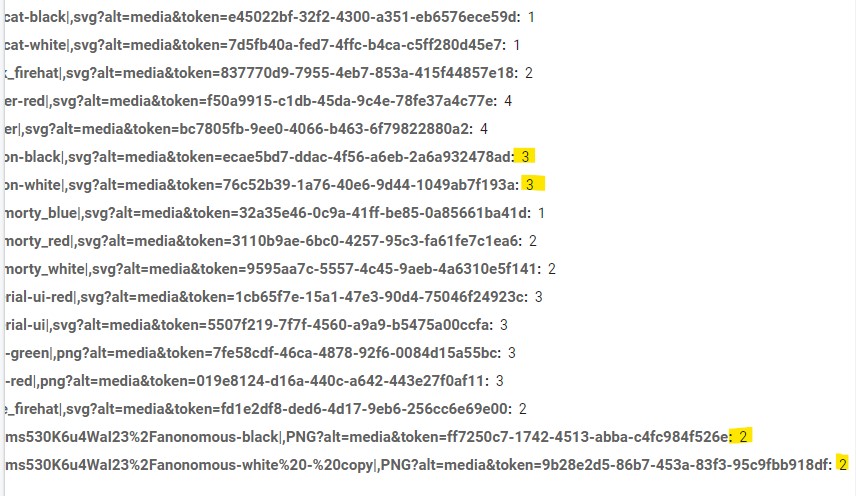 cat-black|,svg?alt=media&token=e45022bf-32f2-4300-a351-eb6576ece59d: 1
cat-white|,svg?alt=media&token=7d5fb40a-fed7-4ffc-b4ca-c5ff280d45e7: 1
_firehat|,svg?alt=media&token=837770d9-7955-4eb7-853a-415f44857e18: 2
er-red|,svg?alt=media&token=f50a9915-c1db-45da-9c4e-78fe37a4c77e: 4
er|,svg?alt=media&token=bc7805fb-9ee0-4066-b463-6f79822880a2: 4
on-black|,svg?alt=media&token=ecae5bd7-ddac-4f56-a6eb-2a6a932478ad: 3
on-white|,svg?alt=media&token=76c52b39-1a76-40e6-9d44-1049ab7f193a: 3
morty_blue|,svg?alt=media&token=32a35e46-0c9a-41ff-be85-0a85661ba41d: 1
morty_red|,svg?alt=media&token=3110b9ae-6bc0-4257-95c3-fa61fe7c1ea6: 2
morty_white|,svg?alt=media&token=9595aa7c-5557-4c45-9aeb-4a6310e5f141: 2
rial-ui-red|,svg?alt=media&token=1cb65f7e-15a1-47e3-90d4-75046f24923c: 3
rial-ui|,svg?alt=media&token=5507f219-7f7f-4560-a9a9-b5475a00ccfa: 3
-green|,png?alt=media&token=7fe58cdf-46ca-4878-92f6-0084d15a55bc: 3
-red|,png?alt=media&token=019e8124-d16a-440c-a642-443e27f0af11: 3
_firehat|,svg?alt=media&token=fd1e2df8-ded6-4d17-9eb6-256cc6e69e00: 2
ms530K6u4WaI23%2Fanonomous-black|,PNG?alt=media&token=ff7250c7-1742-4513-abba-c4fc984f526e: 2
ms530K6u4WaI23%2Fanonomous-white%20-%20copy|,PNG?alt=media&token=9b28e2d5-86b7-453a-83f3-95c9fbb918df: 2